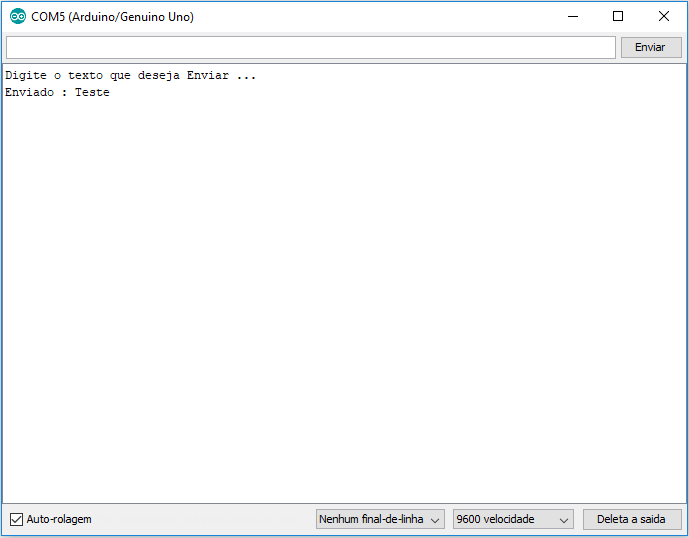 COM5 (Arduino/Genuino Uno)
Enviar
Digite o texto que deseja Enviar ...
Enviado : Teste
Auto-rolagem
Nenhum final-de-linha
9600 velocidade
Deleta a saida